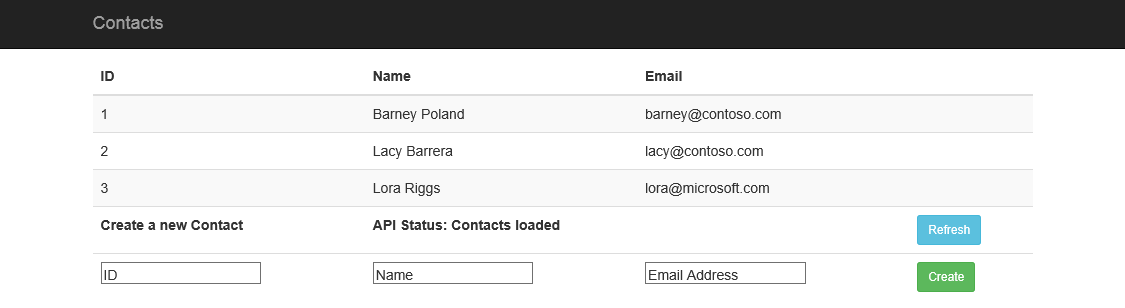 Contacts
ID Name Email
1 Barney Poland barney@contoso.com
2 Lacy Barrera lacy@contoso.com
3 Lora Riggs lora@microsoft.com
Create a new Contact API Status: Contacts loaded Refresh
ID Name Email Address Create